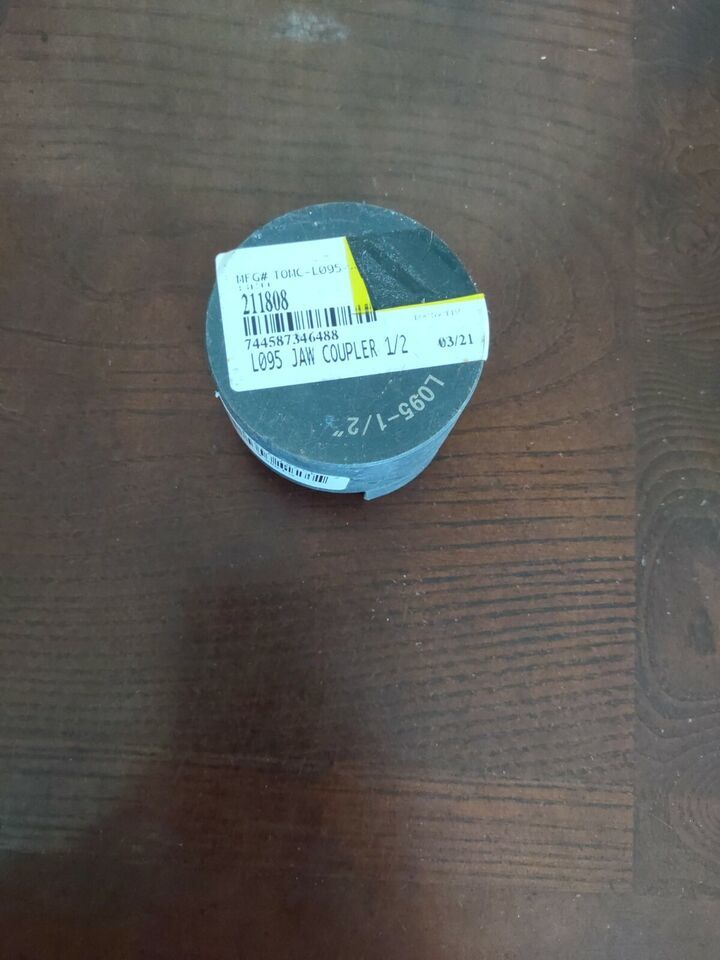 MFG# TOMC-L095-
211808
744587346488
L095 JAW COUPLER 1/2
03/21
L095-1/2"